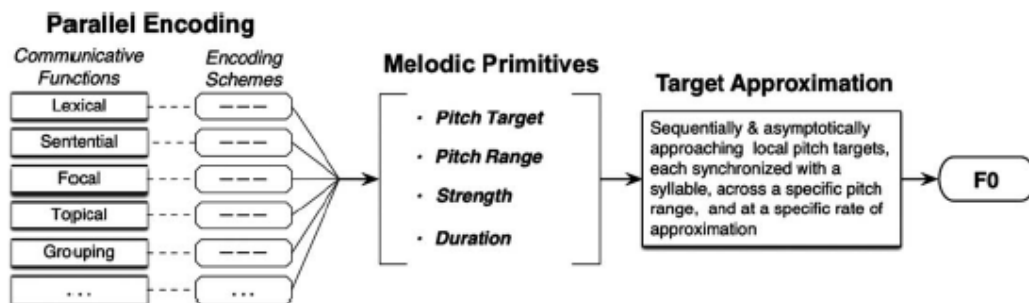 Parallel Encoding
Communicative Functions
Encoding Schemes
Lexical
---
Sentential
---
Focal
---
Topical
---
Grouping
---
...
...
Melodic Primitives
· Pitch Target
· Pitch Range
· Strength
· Duration
Target Approximation
Sequentially & asymptotically
approaching local pitch targets,
each synchronized with a
syllable, across a specific pitch
range, and at a specific rate of
approximation
F0